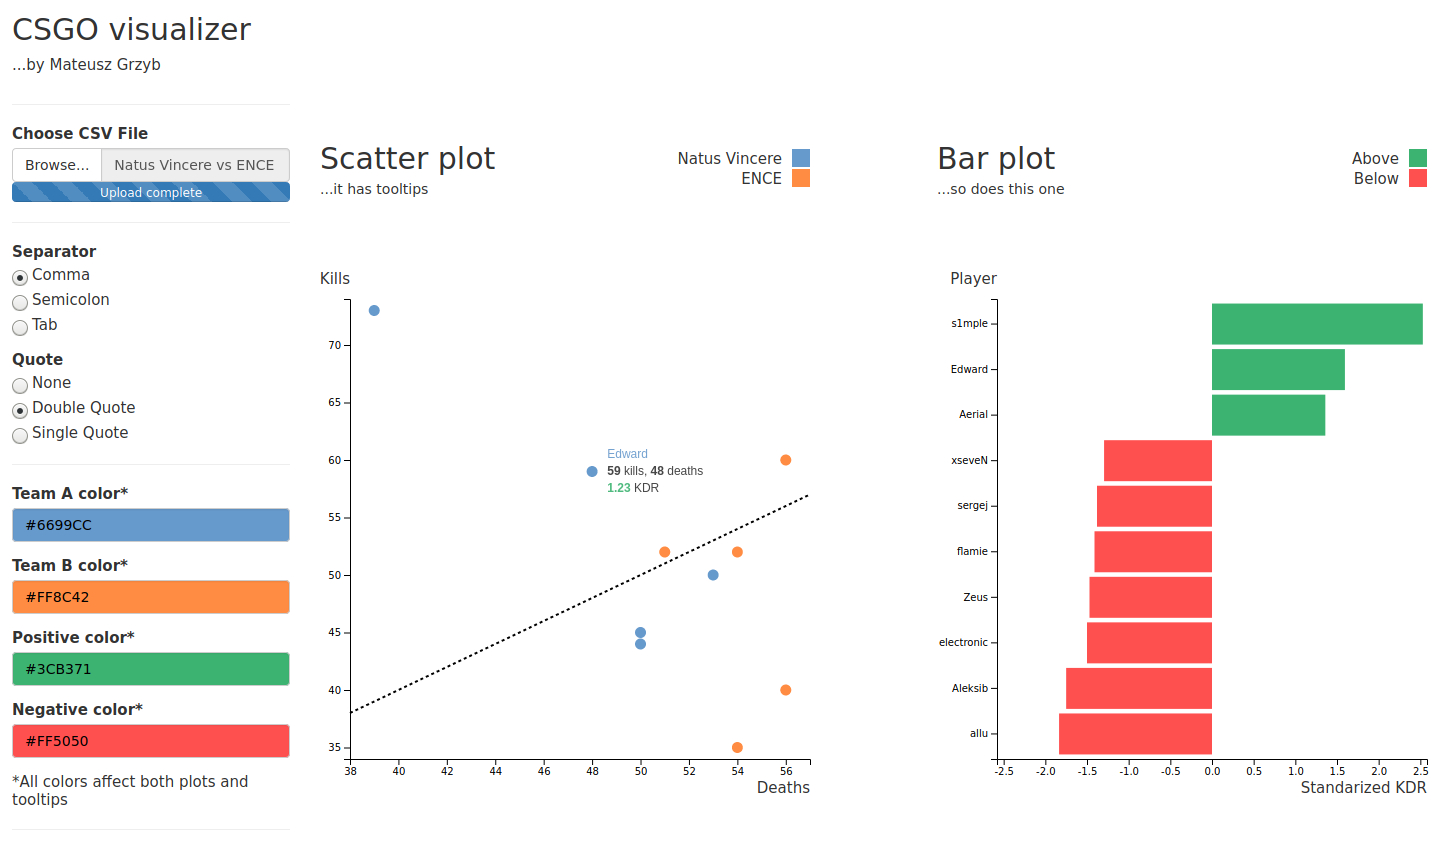 CSGO visualizer
...by Mateusz Grzyb
Choose CSV File
Browse... Natus Vincere vs ENCE
Upload complete
Separator
Comma
Semicolon
Tab
Quote
None
Double Quote
Single Quote
Team A color*
#6699CC
Team B color*
#FF8C42
Positive color*
#3CB371
Negative color*
#FF5050
*All colors affect both plots and
tooltips
Scatter plot
...it has tooltips
Natus Vincere
ENCE
Kills
70
65
60
55
50
45
40
35
Edward
59 kills, 48 deaths
1.23 KDR
38 40 42 44 46 48 50 52 54 56
Deaths
Bar plot
...so does this one
Above
Below
Player
s1mple
Edward
Aerial
xseveN
sergej
flamie
Zeus
electronic
Aleksib
allu
-2.5 -2.0 -1.5 -1.0 -0.5 0.0 0.5 1.0 1.5 2.0 2.5
Standarized KDR